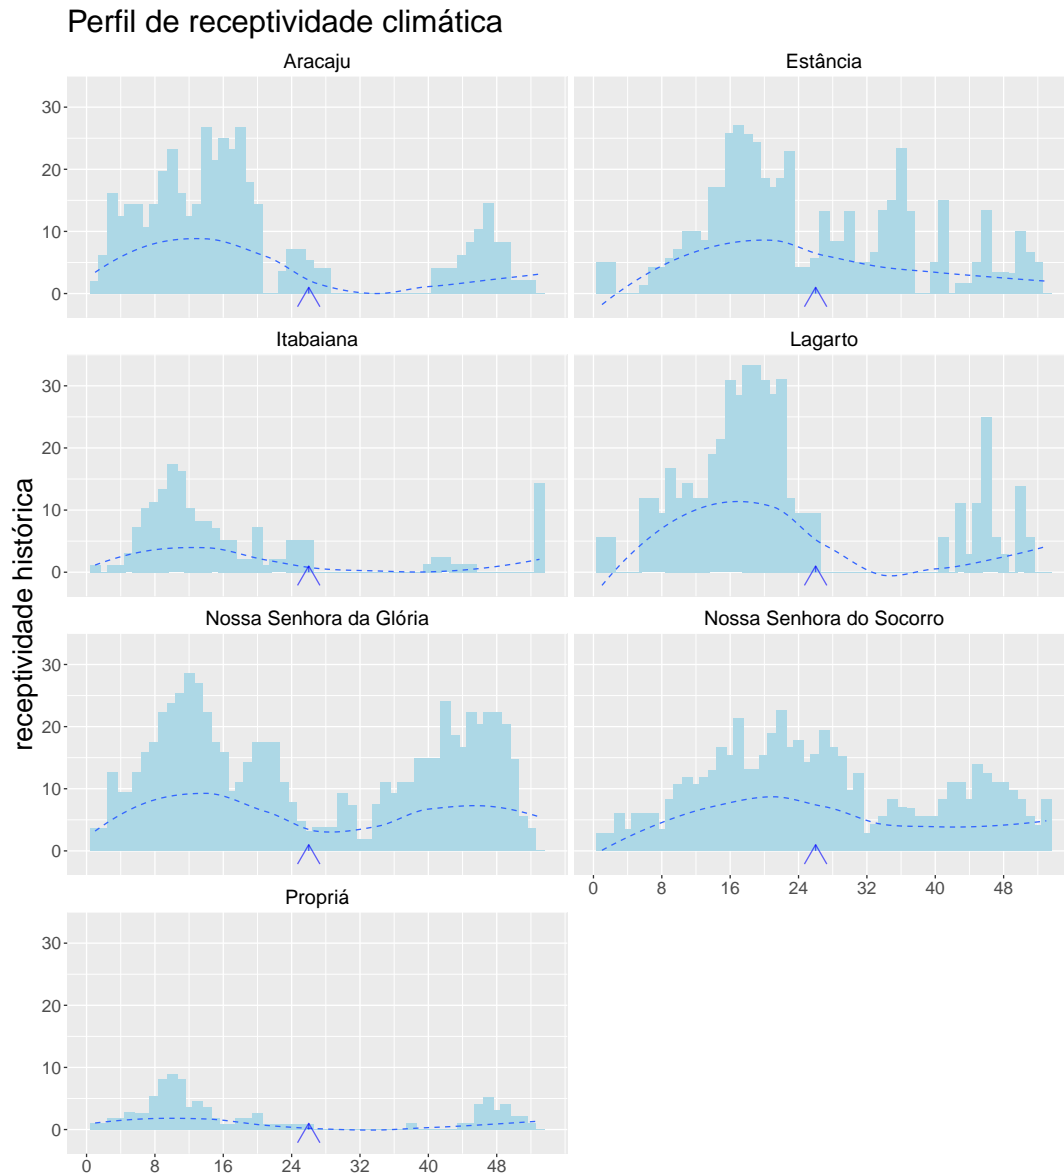 Perfil de receptividade climática
Aracaju
Estância
30
20
10
0
Itabaiana
Lagarto
30
20
10
0
receptividade histórica
Nossa Senhora da Glória
Nossa Senhora do Socorro
30
20
10
0
0 8 16 24 32 40 48
Propriá
30
20
10
0
0 8 16 24 32 40 48